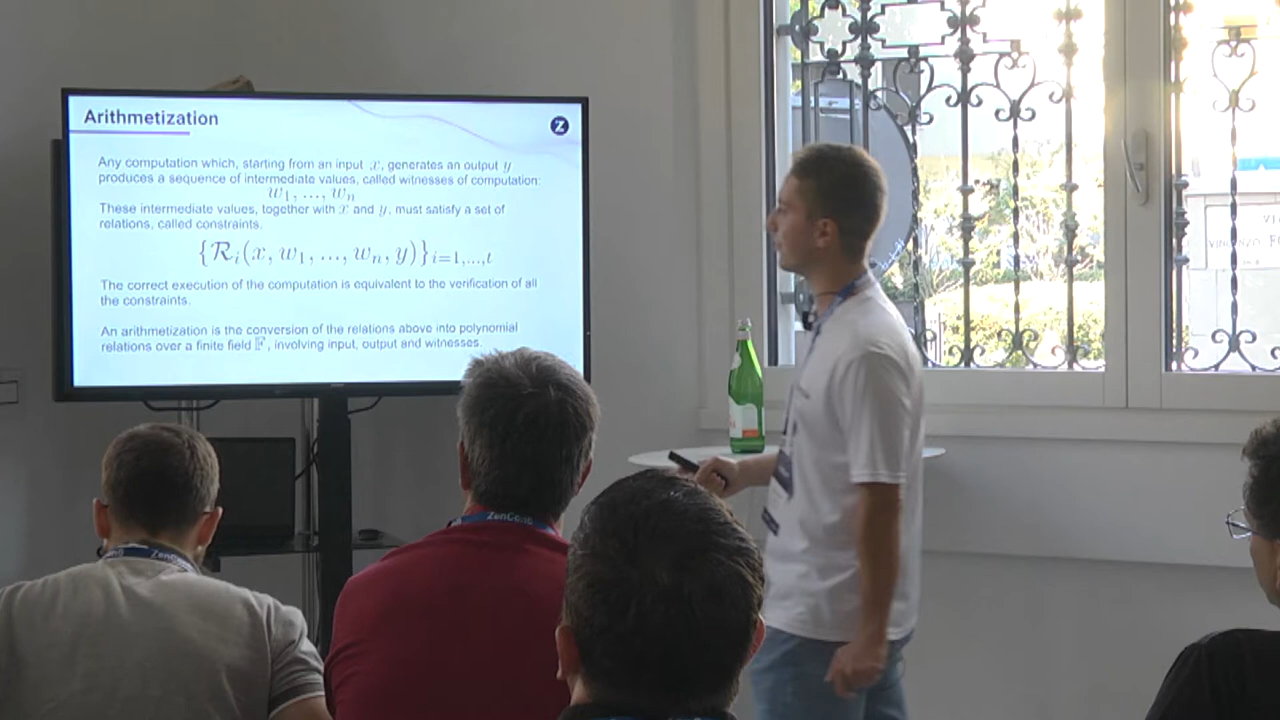 Arithmetization
Z
Any computation which, starting from an input x, generates an output y
produces a sequence of intermediate values, called witnesses of computation:
w₁, ..., wₙ
These intermediate values, together with x and y, must satisfy a set of
relations, called constraints.
{𝓡ᵢ(x, w₁, ..., wₙ, y)}ᵢ₌₁,...,ₜ
The correct execution of the computation is equivalent to the verification of all
the constraints.
An arithmetization is the conversion of the relations above into polynomial
relations over a finite field 𝔽, involving input, output and witnesses.
VINCENZO